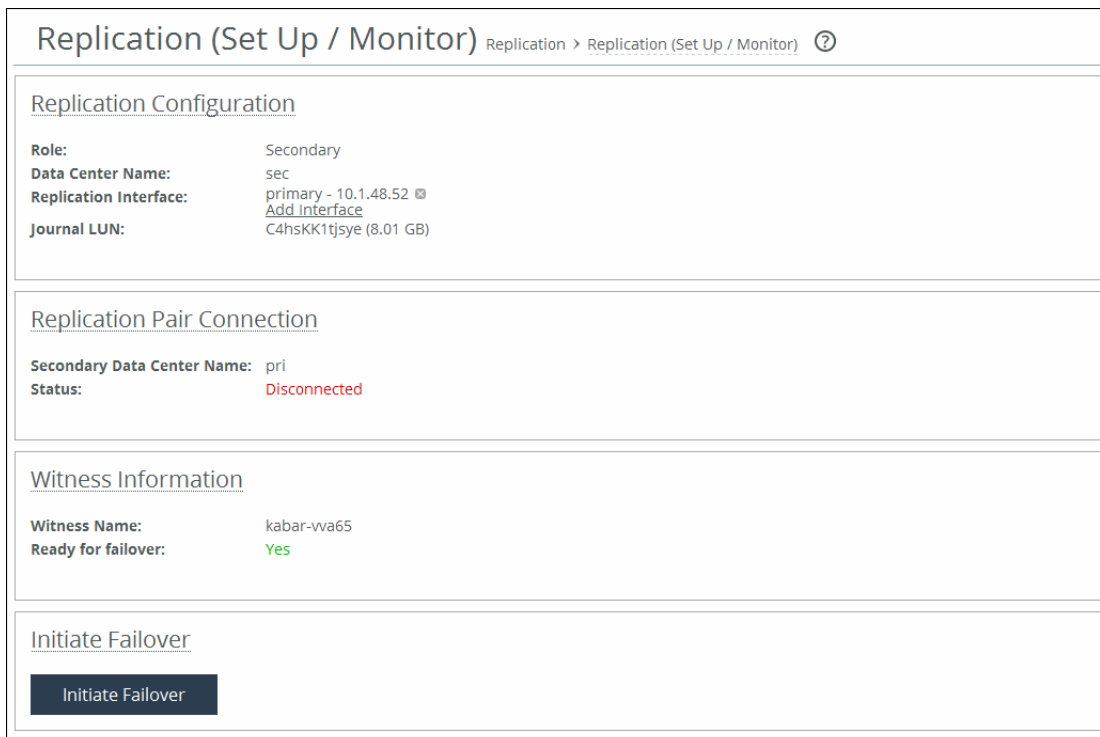 Replication (Set Up / Monitor) Replication > Replication (Set Up / Monitor) ?
Replication Configuration
Role: Secondary
Data Center Name: sec
Replication Interface: primary - 10.1.48.52
Add Interface
Journal LUN: C4hsKK1tjsye (8.01 GB)
Replication Pair Connection
Secondary Data Center Name: pri
Status: Disconnected
Witness Information
Witness Name: kabar-vva65
Ready for failover: Yes
Initiate Failover
Initiate Failover